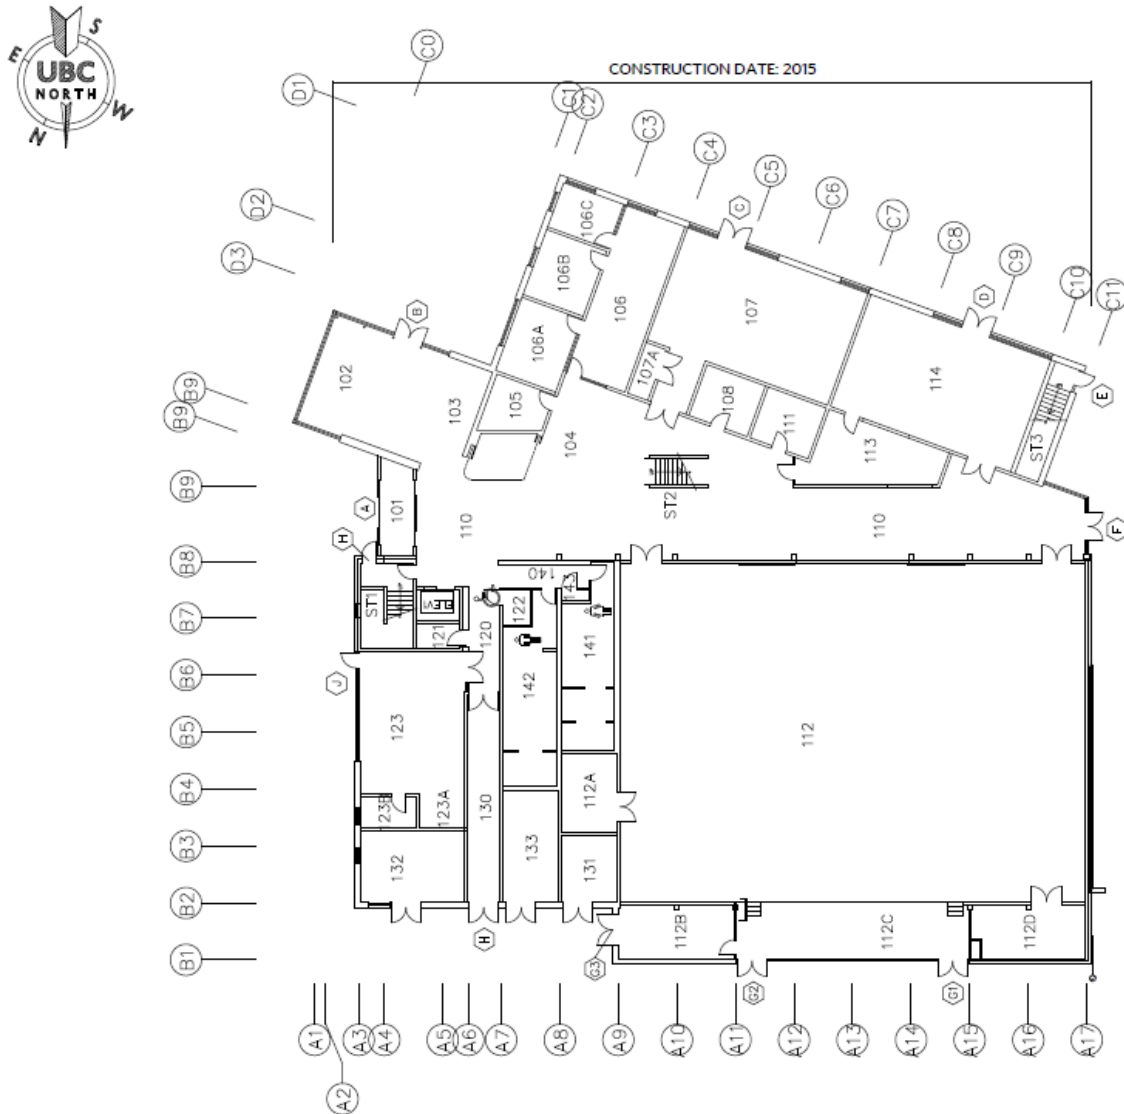 S
E
UBC
NORTH
W
N
CONSTRUCTION DATE: 2015
C0
D1
C1
C2
C3
C4
C5
C6
C7
C8
C9
C10
C11
D2
D3
B9
B9
B9
B8
B7
B6
B5
B4
B3
B2
B1
C
B
D
E
A
H
F
J
H
G3
G2
G1
106C
106B
106
106A
107
107A
102
103
105
104
108
111
114
113
ST3
101
110
ST2
110
140
143
ST1
ELEV1
121
120
122
141
142
123
112
123B
123A
130
112A
132
133
131
112B
112C
112D
A1
A2
A3
A4
A5
A6
A7
A8
A9
A10
A11
A12
A13
A14
A15
A16
A17